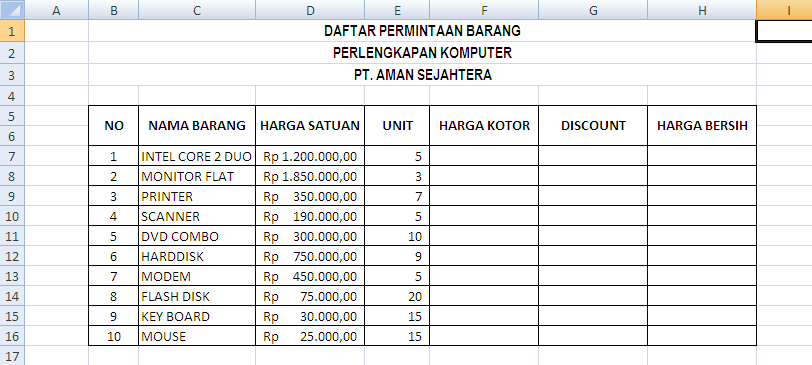 A B C D E F G H I
1 DAFTAR PERMINTAAN BARANG
2 PERLENGKAPAN KOMPUTER
3 PT. AMAN SEJAHTERA
4
5
NO NAMA BARANG HARGA SATUAN UNIT HARGA KOTOR DISCOUNT HARGA BERSIH
6
7 1 INTEL CORE 2 DUO Rp 1.200.000,00 5
8 2 MONITOR FLAT Rp 1.850.000,00 3
9 3 PRINTER Rp 350.000,00 7
10 4 SCANNER Rp 190.000,00 5
11 5 DVD COMBO Rp 300.000,00 10
12 6 HARDDISK Rp 750.000,00 9
13 7 MODEM Rp 450.000,00 5
14 8 FLASH DISK Rp 75.000,00 20
15 9 KEY BOARD Rp 30.000,00 15
16 10 MOUSE Rp 25.000,00 15
17